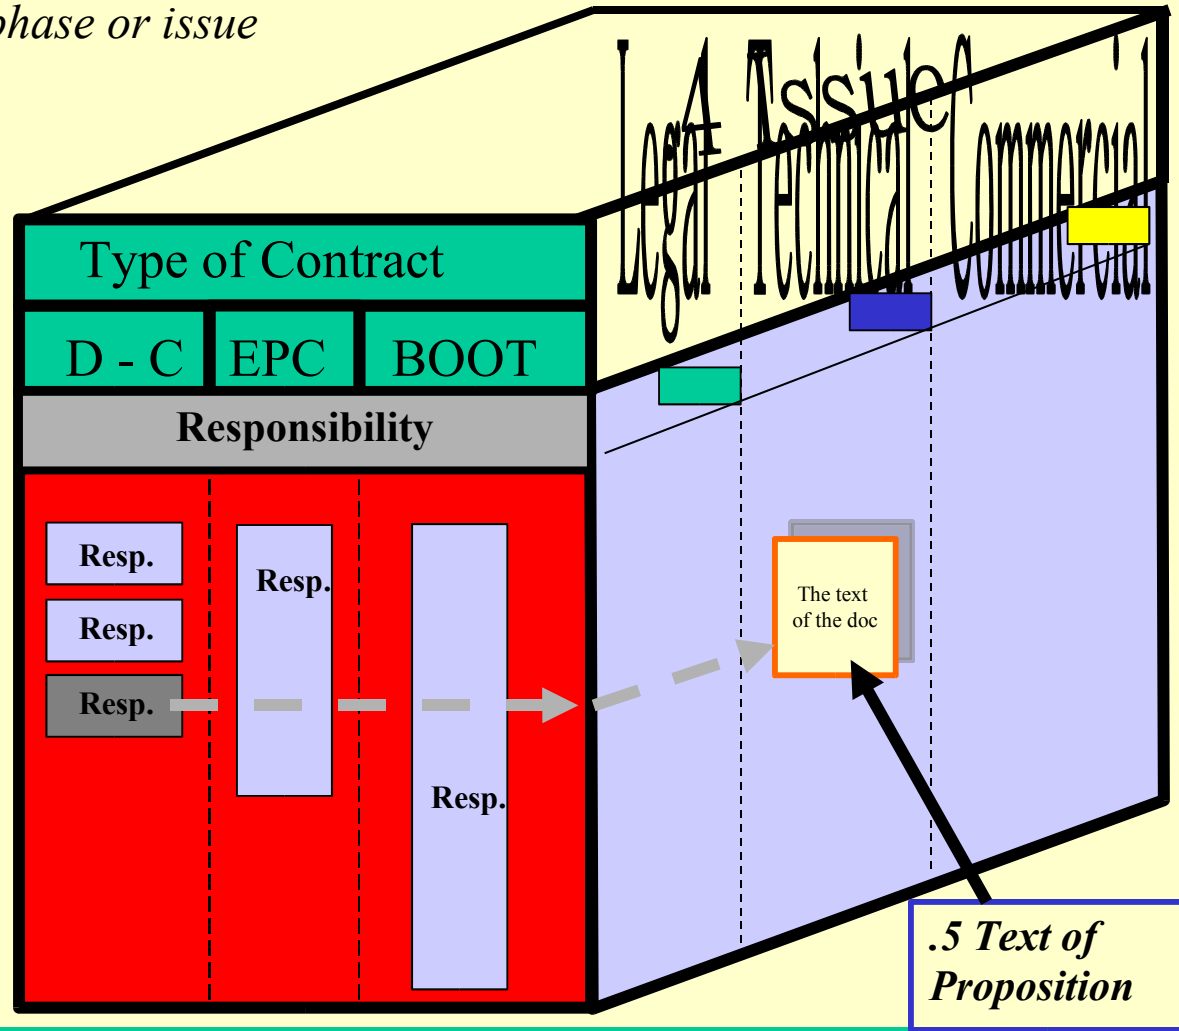 phase or issue
4 Issue
Legal Technical Commercial
Type of Contract
D - C EPC BOOT
Responsibility
Resp.
Resp.
Resp.
Resp.
Resp.
The text
of the doc
.5 Text of
Proposition